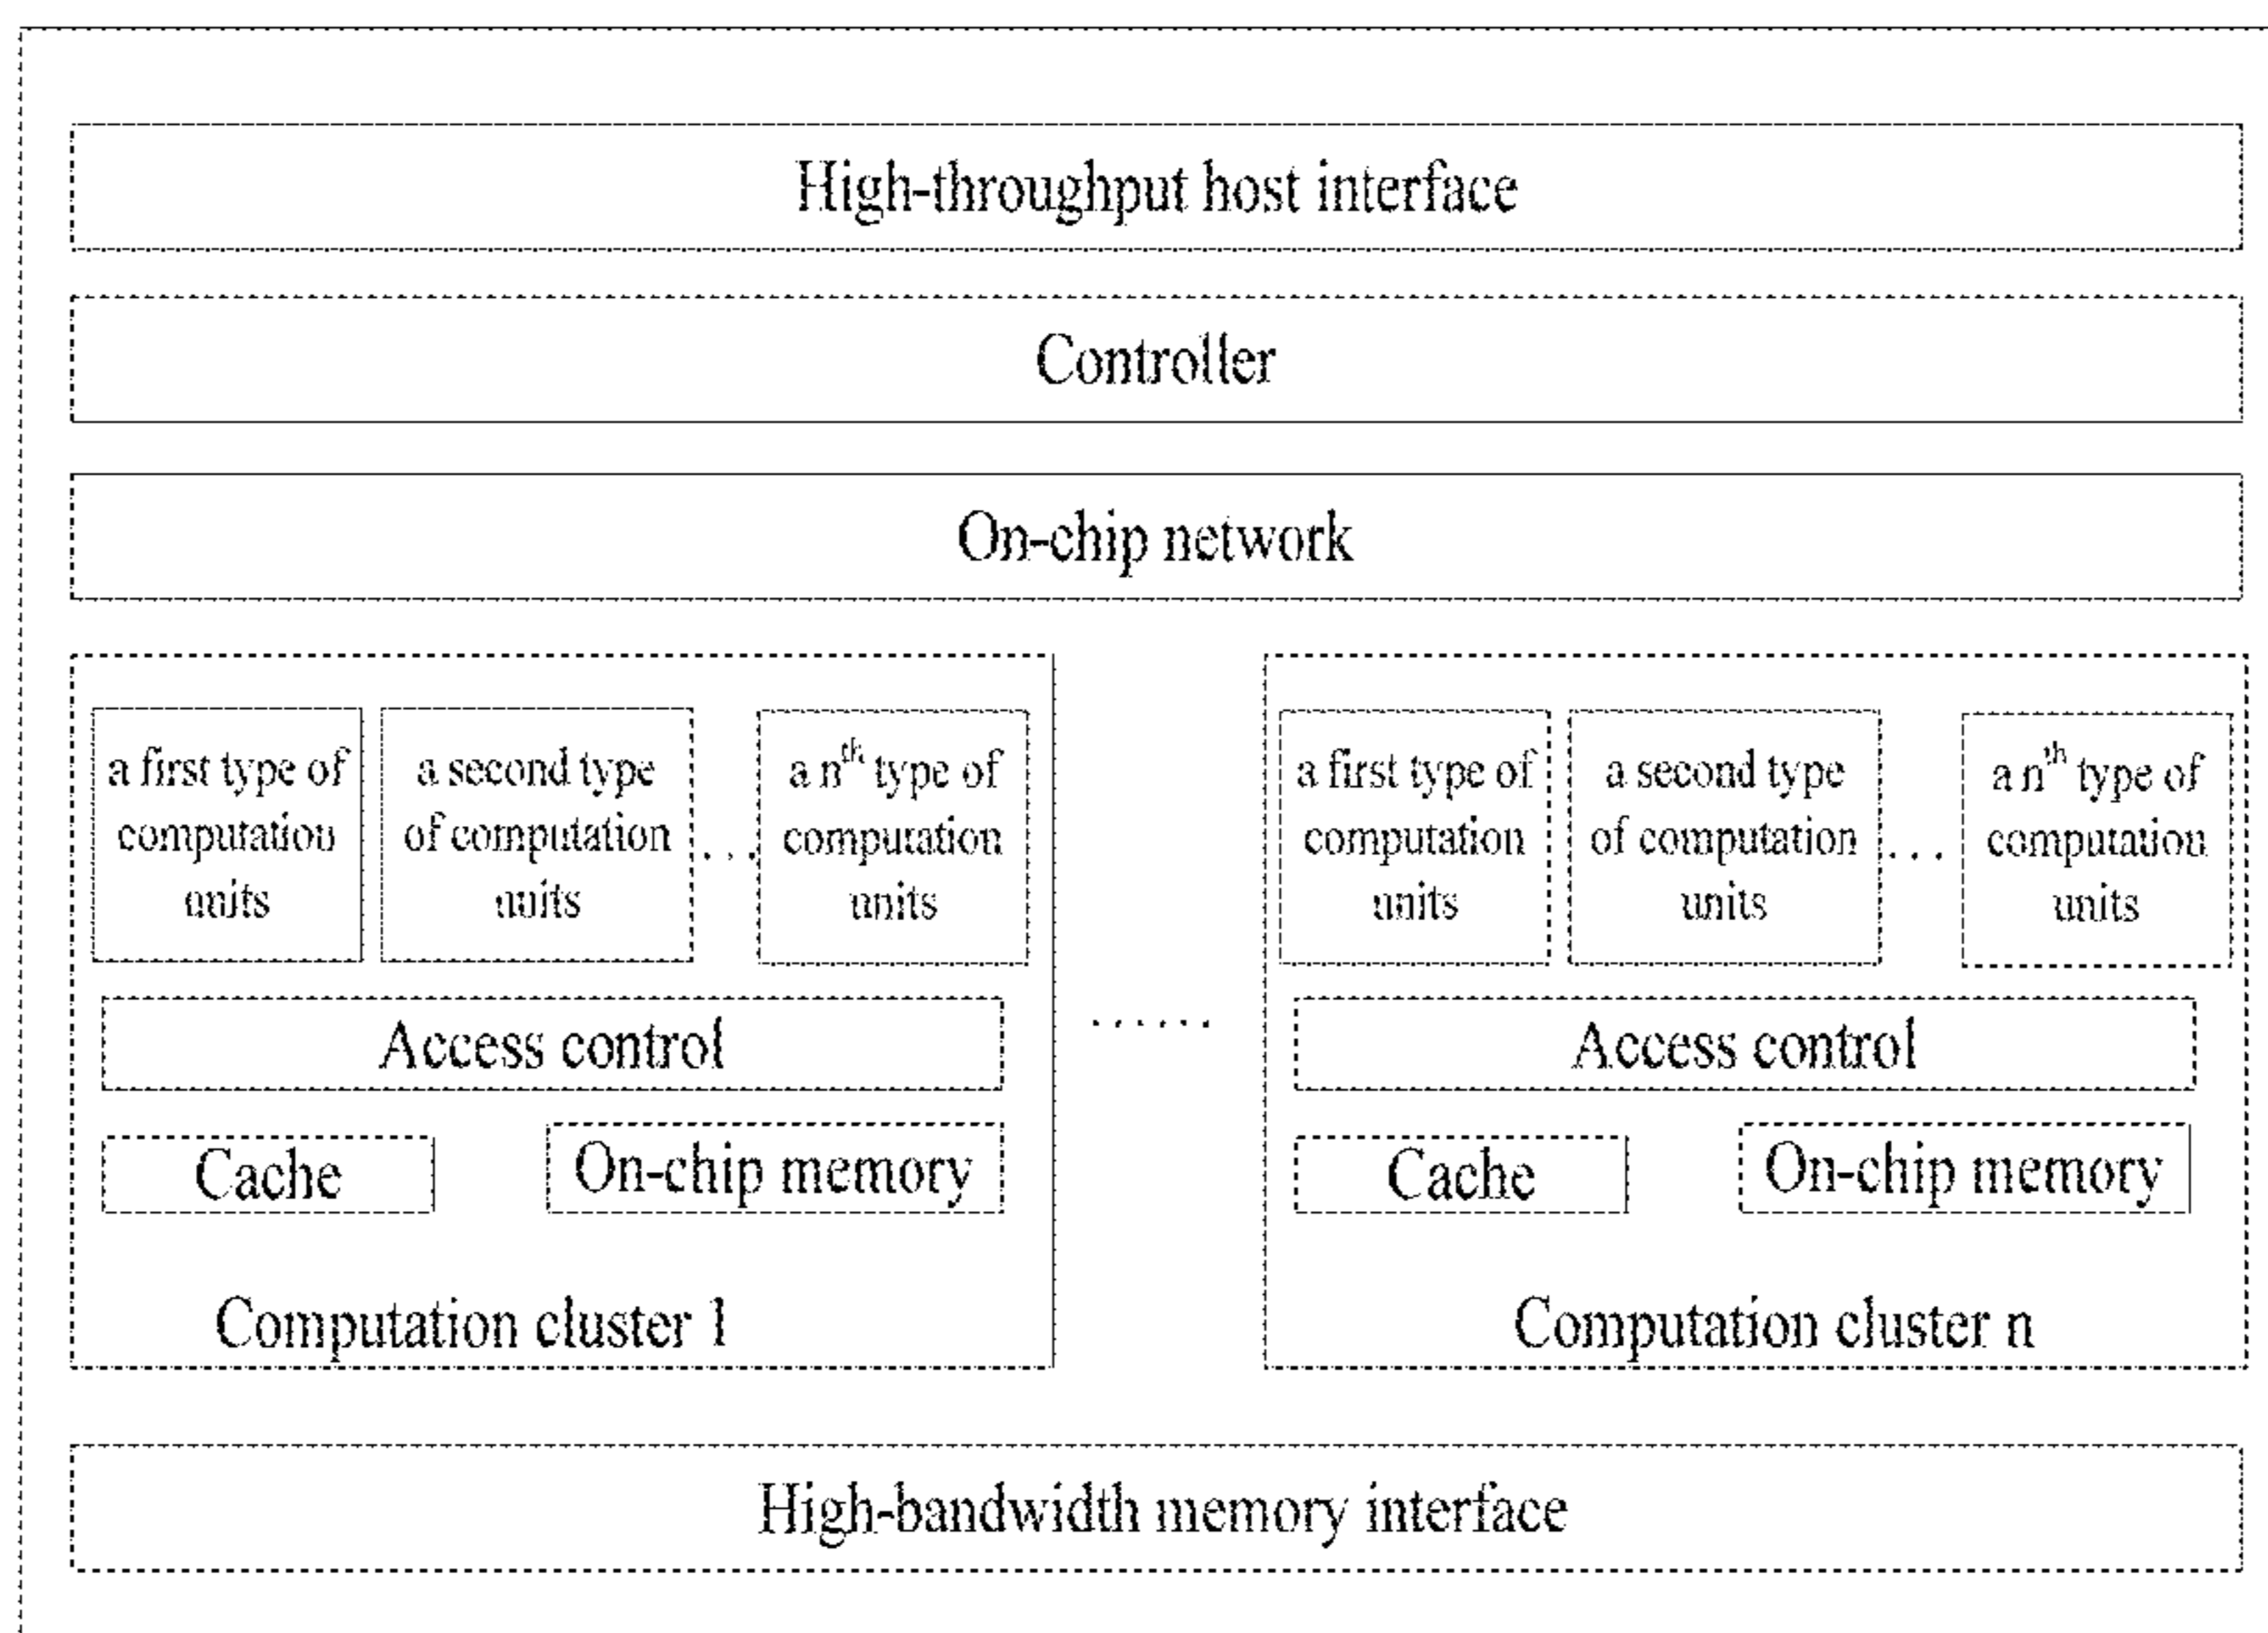 High-throughput host interface
Controller
On-chip network
a first type of
computation
units
a second type
of computation
units
...
a nth type of
computation
units
Access control
Cache
On-chip memory
Computation cluster 1
......
a first type of
computation
units
a second type
of computation
units
...
a nth type of
computation
units
Access control
Cache
On-chip memory
Computation cluster n
High-bandwidth memory interface